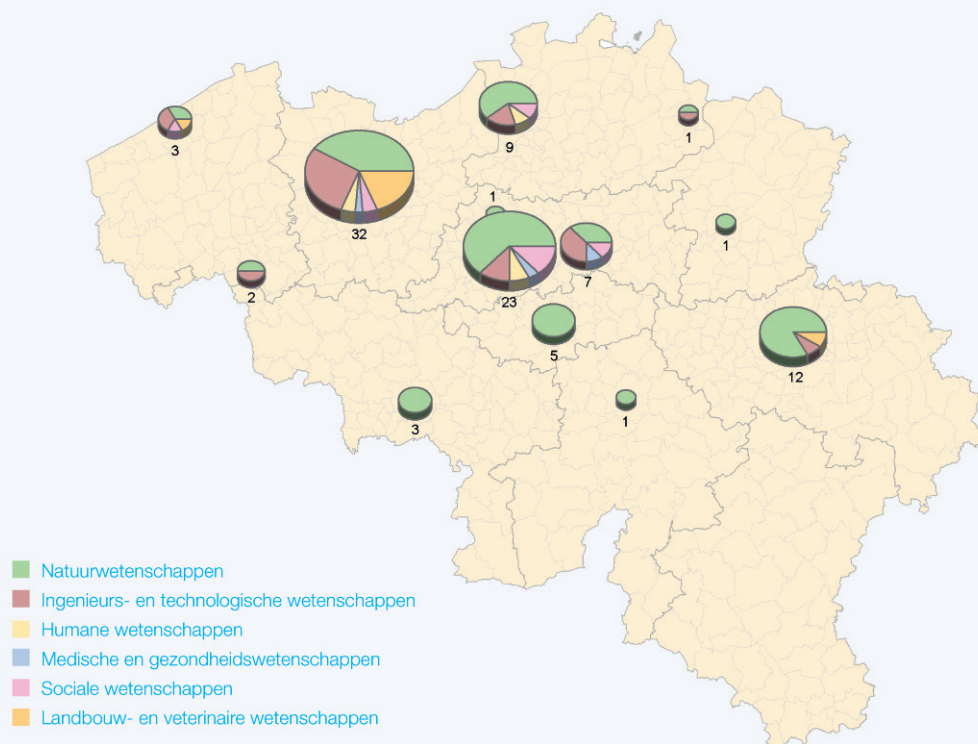 9
1
3
1
32
1
23
7
2
5
12
3
1
Natuurwetenschappen
Ingenieurs- en technologische wetenschappen
Humane wetenschappen
Medische en gezondheidswetenschappen
Sociale wetenschappen
Landbouw- en veterinaire wetenschappen